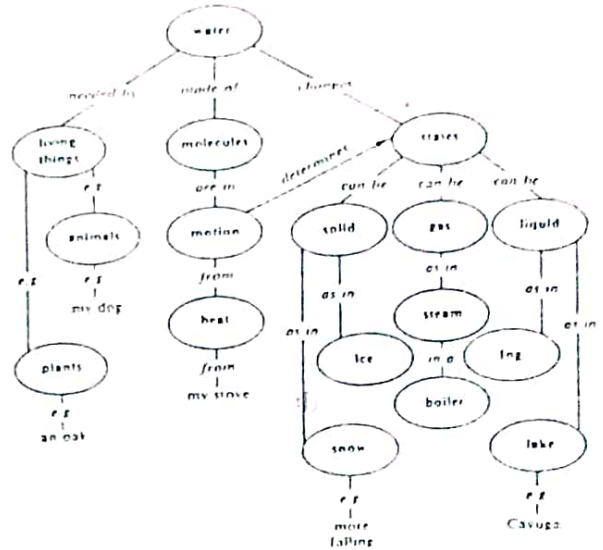 water
needed by
made of
changes
living
things
molecules
states
determines
e.g
are in
can be
can be
can be
animals
motion
solid
gas
liquid
e.g
e.g
from
as in
as in
as in
as in
as in
my dog
heat
steam
plants
from
Ice
in a
fog
my stove
boiler
e.g
an oak
snow
lake
e.g
e.g
more
falling
Cayuga